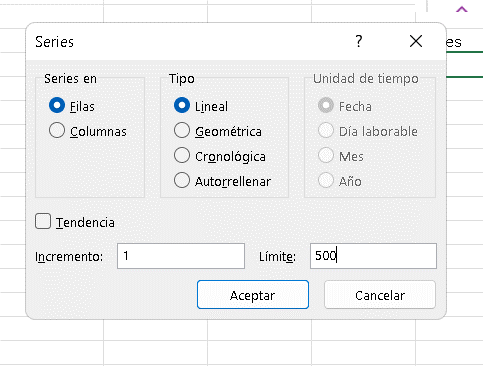 es
Series ?
Series en Tipo Unidad de tiempo
Filas Lineal Fecha
Columnas Geométrica Día laborable
Cronológica Mes
Autorrellenar Año
Tendencia
Incremento: 1 Límite: 500
Aceptar Cancelar